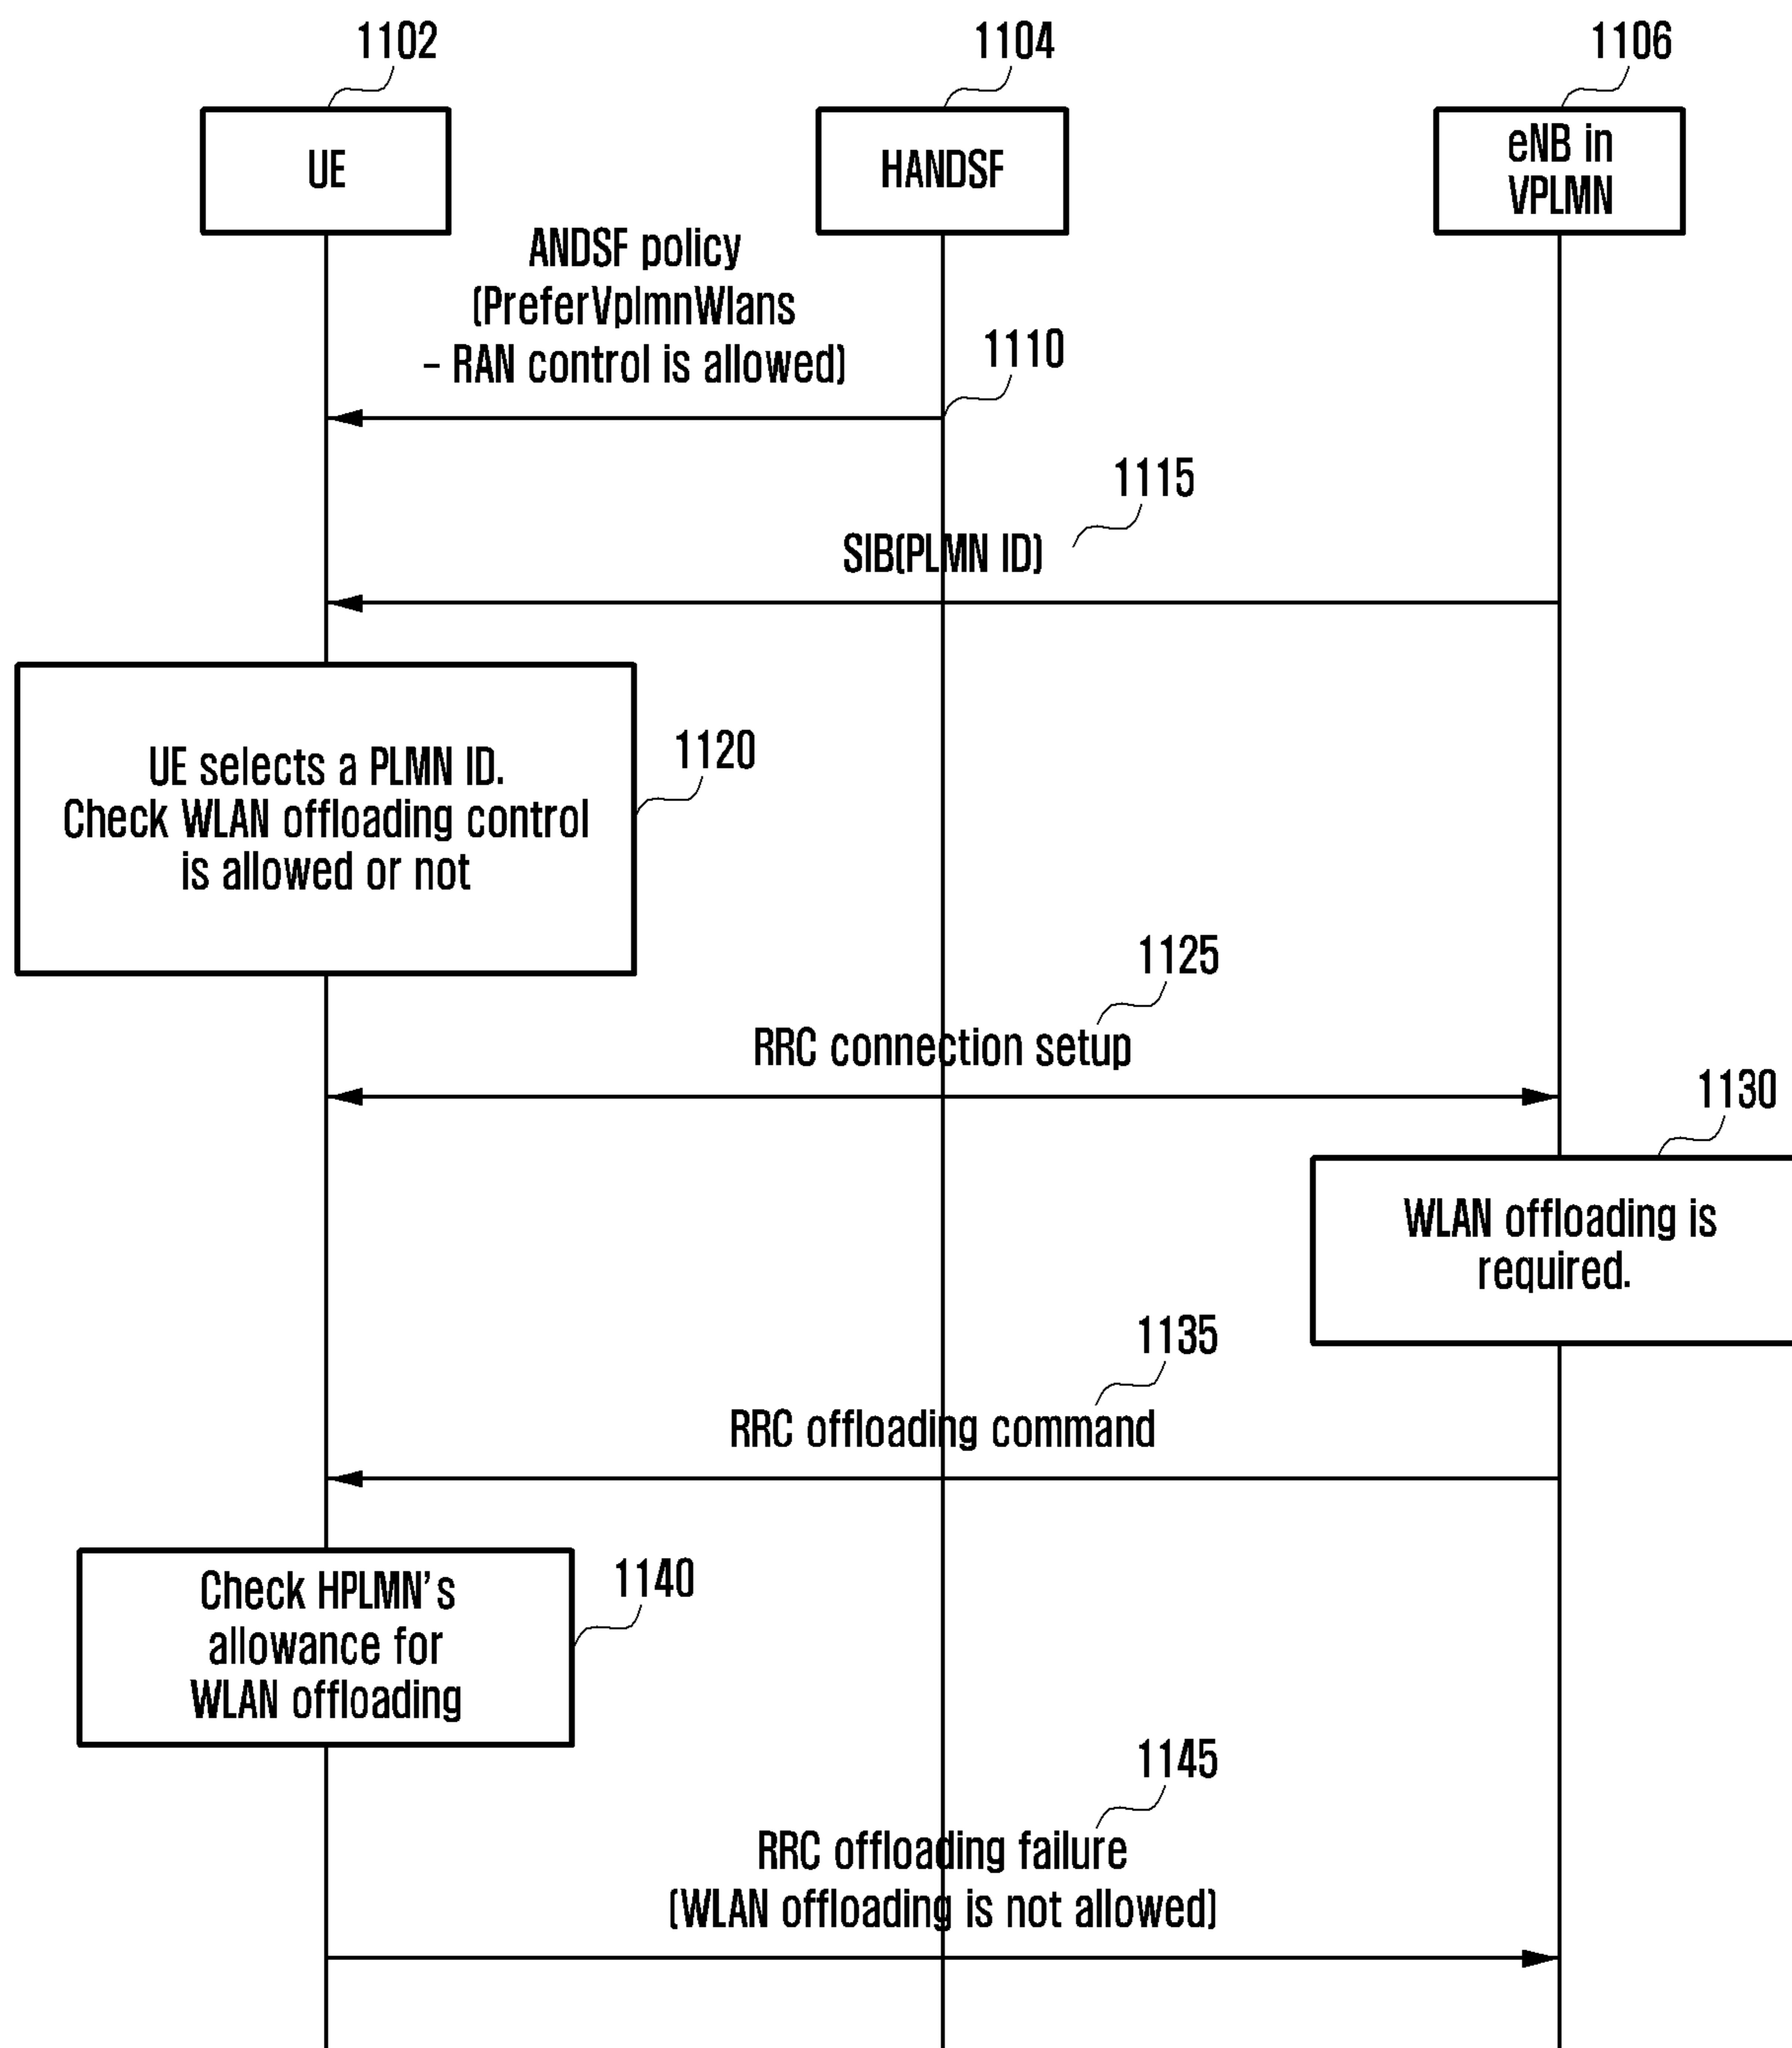 1102
1104
1106
UE
HANDSF
eNB in
VPLMN
ANDSF policy
(PreferVplmnWlans
– RAN control is allowed)
1110
1115
SIB(PLMN ID)
UE selects a PLMN ID.
Check WLAN offloading control
is allowed or not
1120
1125
RRC connection setup
1130
WLAN offloading is
required.
1135
RRC offloading command
Check HPLMN's
allowance for
WLAN offloading
1140
1145
RRC offloading failure
(WLAN offloading is not allowed)